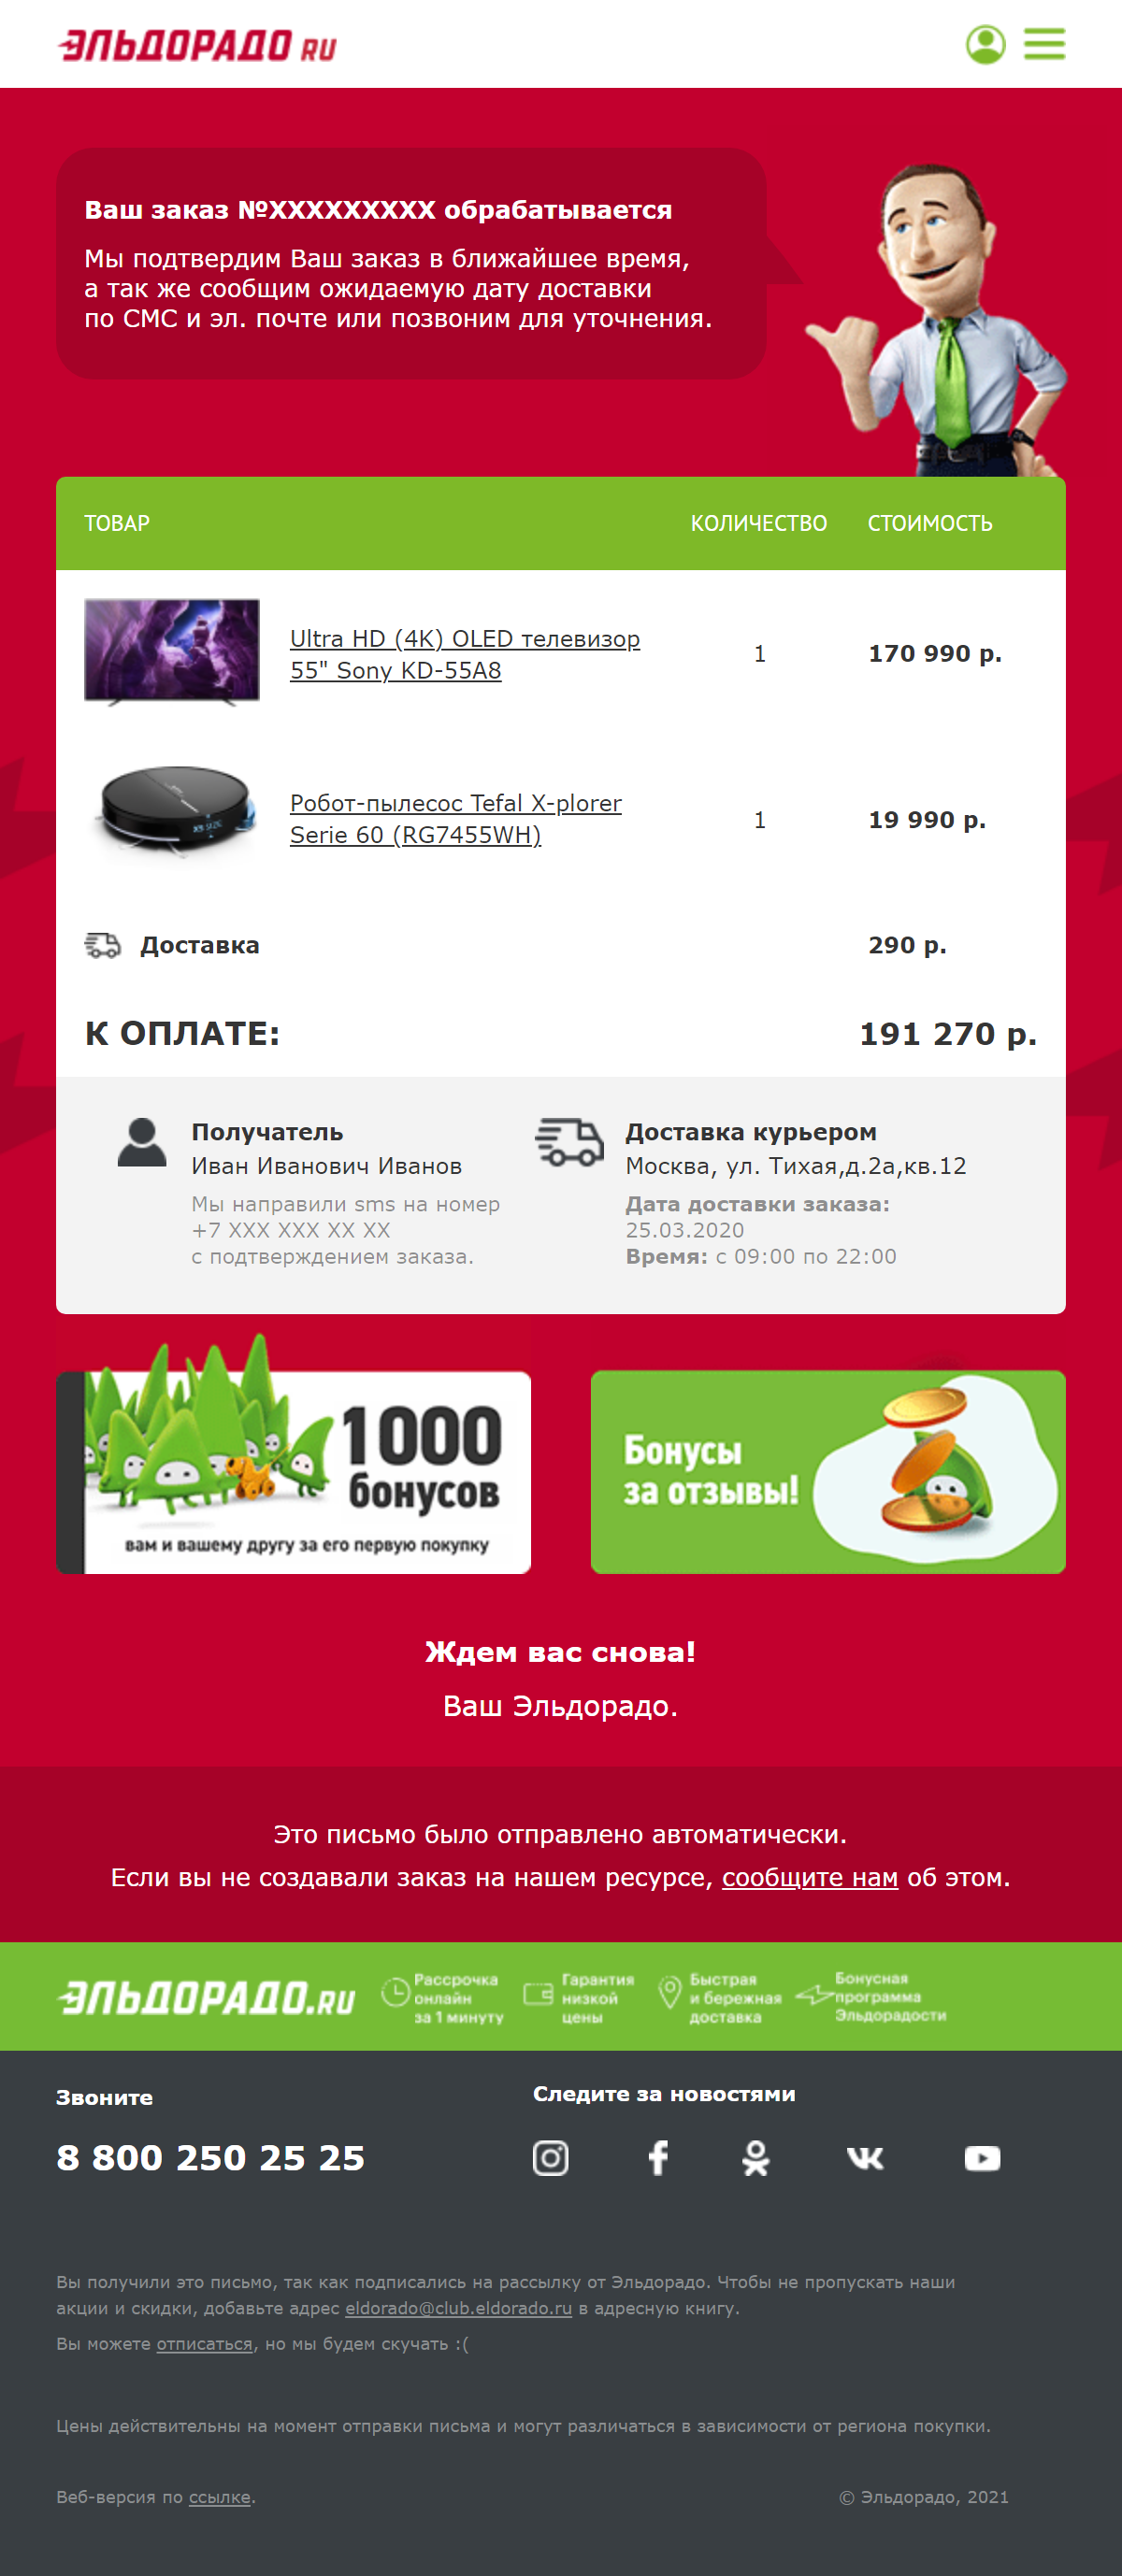 ЭЛЬДОРАДО RU
Ваш заказ №XXXXXXXXX обрабатывается
Мы подтвердим Ваш заказ в ближайшее время,
а так же сообщим ожидаемую дату доставки
по СМС и эл. почте или позвоним для уточнения.
ТОВАР КОЛИЧЕСТВО СТОИМОСТЬ
Ultra HD (4K) OLED телевизор
55" Sony KD-55A8
1 170 990 р.
Робот-пылесос Tefal X-plorer
Serie 60 (RG7455WH)
1 19 990 р.
Доставка 290 р.
К ОПЛАТЕ: 191 270 р.
Получатель
Иван Иванович Иванов
Мы направили sms на номер
+7 XXX XXX XX XX
с подтверждением заказа.
Доставка курьером
Москва, ул. Тихая,д.2а,кв.12
Дата доставки заказа:
25.03.2020
Время: с 09:00 по 22:00
1000
бонусов
вам и вашему другу за его первую покупку
Бонусы
за отзывы!
Ждем вас снова!
Ваш Эльдорадо.
Это письмо было отправлено автоматически.
Если вы не создавали заказ на нашем ресурсе, сообщите нам об этом.
ЭЛЬДОРАДО.RU
Рассрочка
онлайн
за 1 минуту
Гарантия
низкой
цены
Быстрая
и бережная
доставка
Бонусная
программа
Эльдорадости
Звоните
8 800 250 25 25
Следите за новостями
Вы получили это письмо, так как подписались на рассылку от Эльдорадо. Чтобы не пропускать наши
акции и скидки, добавьте адрес eldorado@club.eldorado.ru в адресную книгу.
Вы можете отписаться, но мы будем скучать :(
Цены действительны на момент отправки письма и могут различаться в зависимости от региона покупки.
Веб-версия по ссылке. © Эльдорадо, 2021